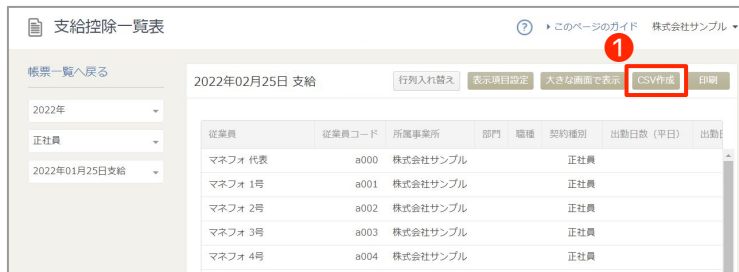 支給控除一覧表
? ▸このページのガイド 株式会社サンプル
1
帳票一覧へ戻る
2022年02月25日 支給 行列入れ替え 表示項目設定 大きな画面で表示 CSV作成 印刷
2022年
正社員
2022年01月25日支給
従業員 従業員コード 所属事業所 部門 職種 契約種別 出勤日数（平日）
マネフォ 代表 a000 株式会社サンプル 正社員
マネフォ 1号 a001 株式会社サンプル 正社員
マネフォ 2号 a002 株式会社サンプル 正社員
マネフォ 3号 a003 株式会社サンプル 正社員
マネフォ 4号 a004 株式会社サンプル 正社員